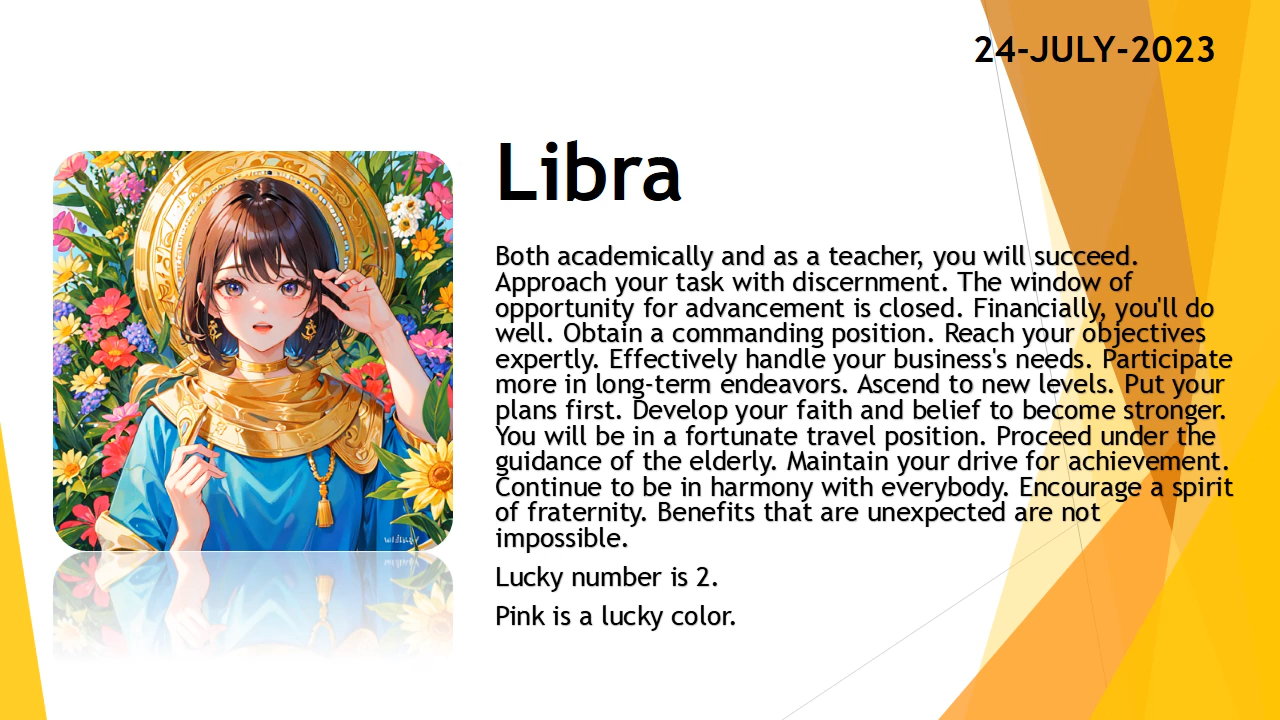 24-JULY-2023
Libra
Both academically and as a teacher, you will succeed.
Approach your task with discernment. The window of
opportunity for advancement is closed. Financially, you'll do
well. Obtain a commanding position. Reach your objectives
expertly. Effectively handle your business's needs. Participate
more in long-term endeavors. Ascend to new levels. Put your
plans first. Develop your faith and belief to become stronger.
You will be in a fortunate travel position. Proceed under the
guidance of the elderly. Maintain your drive for achievement.
Continue to be in harmony with everybody. Encourage a spirit
of fraternity. Benefits that are unexpected are not
impossible.
Lucky number is 2.
Pink is a lucky color.